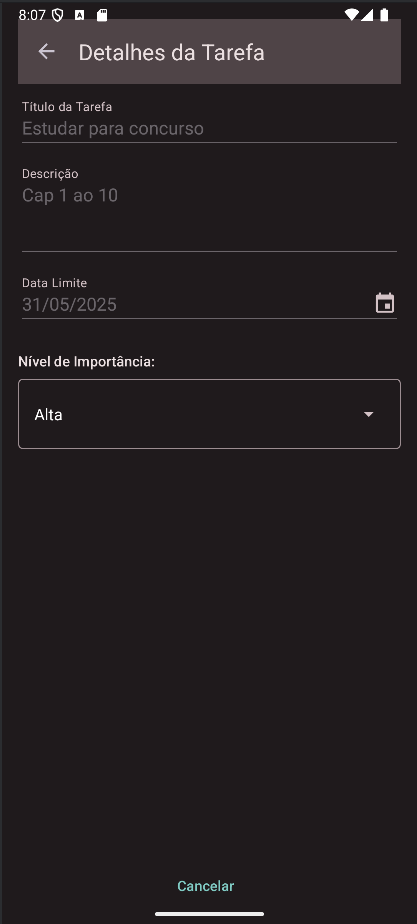 8:07
Detalhes da Tarefa
Título da Tarefa
Estudar para concurso
Descrição
Cap 1 ao 10
Data Limite
31/05/2025
Nível de Importância:
Alta
Cancelar